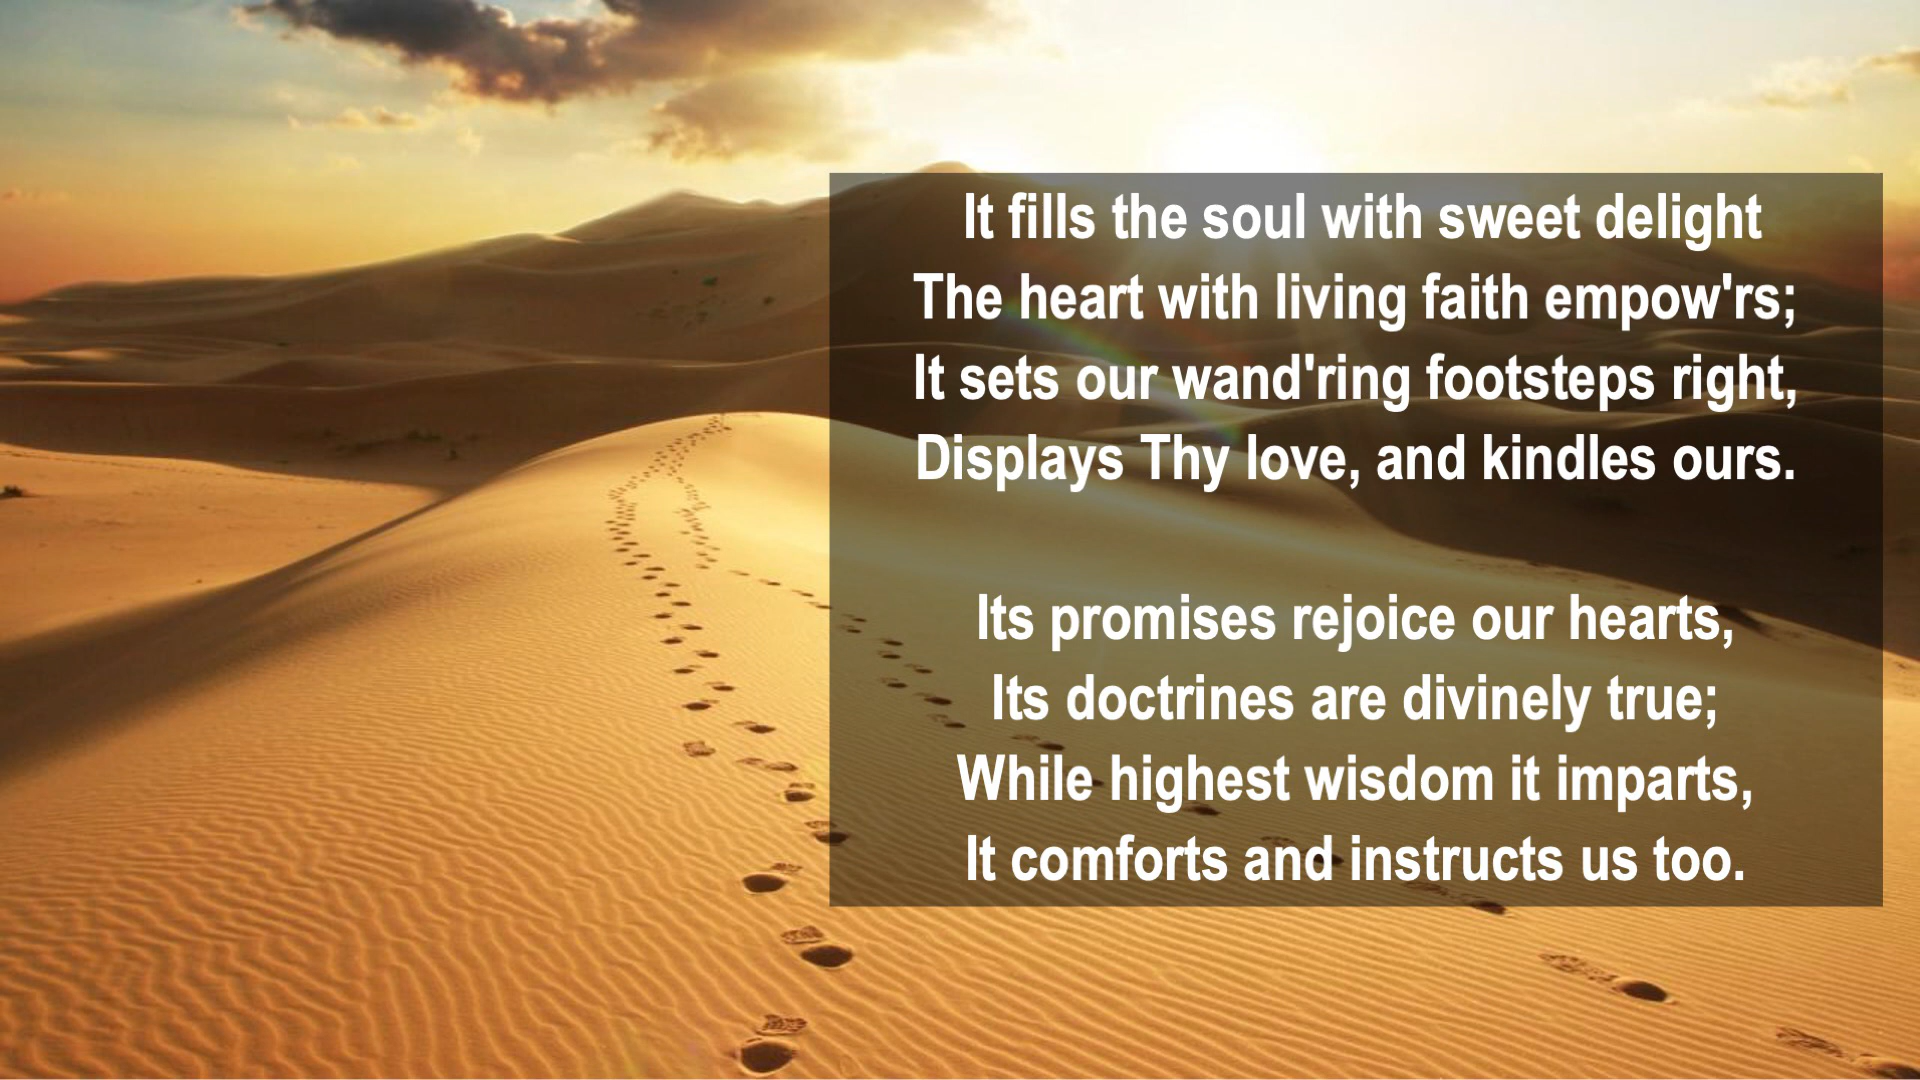 It fills the soul with sweet delight
The heart with living faith empow'rs;
It sets our wand'ring footsteps right,
Displays Thy love, and kindles ours.
Its promises rejoice our hearts,
Its doctrines are divinely true;
While highest wisdom it imparts,
It comforts and instructs us too.